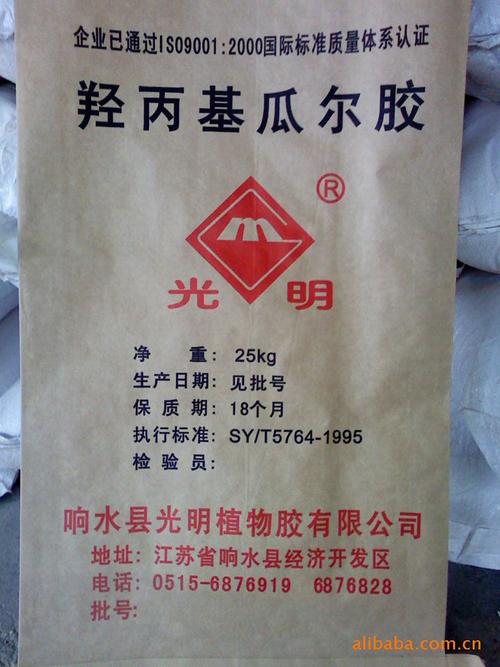 企业已通过ISO9001:2000国际标准质量体系认证
羟丙基瓜尔胶
®
光明
净 重: 25kg
生产日期: 见批号
保 质 期: 18个月
执行标准: SY/T5764-1995
检 验 员:
响水县光明植物胶有限公司
地址: 江苏省响水县经济开发区
电话: 0515-6876919 6876828
批号:
alibaba.com.cn